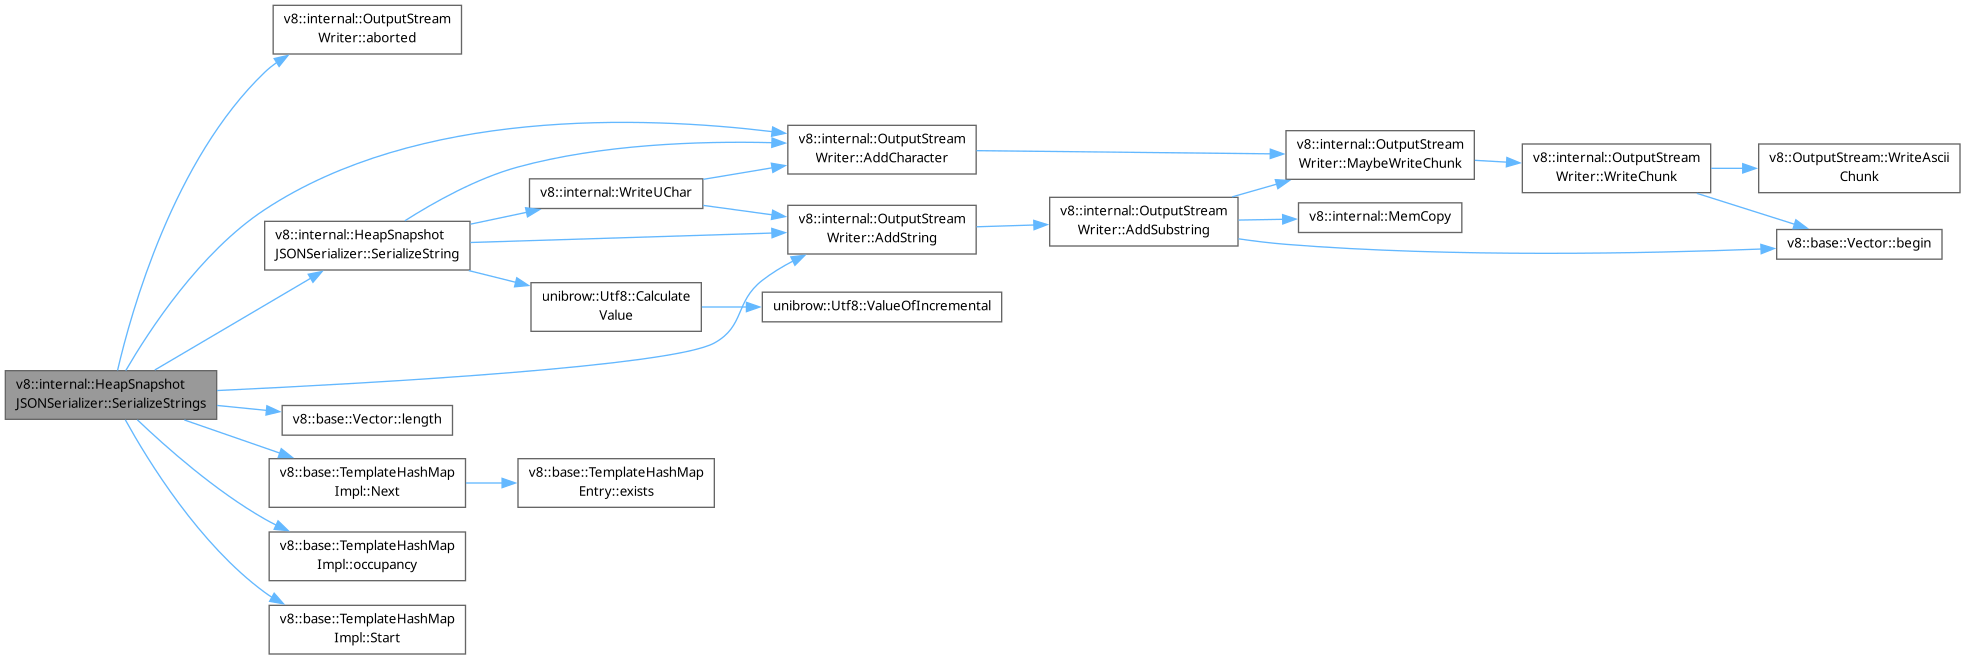 v8::internal::OutputStream
Writer::aborted
v8::internal::OutputStream
Writer::AddCharacter
v8::internal::OutputStream
Writer::MaybeWriteChunk
v8::internal::OutputStream
Writer::WriteChunk
v8::OutputStream::WriteAscii
Chunk
v8::internal::WriteUChar
v8::internal::HeapSnapshot
JSONSerializer::SerializeString
v8::internal::OutputStream
Writer::AddString
v8::internal::OutputStream
Writer::AddSubstring
v8::internal::MemCopy
v8::base::Vector::begin
unibrow::Utf8::Calculate
Value
unibrow::Utf8::ValueOfIncremental
v8::internal::HeapSnapshot
JSONSerializer::SerializeStrings
v8::base::Vector::length
v8::base::TemplateHashMap
Impl::Next
v8::base::TemplateHashMap
Entry::exists
v8::base::TemplateHashMap
Impl::occupancy
v8::base::TemplateHashMap
Impl::Start